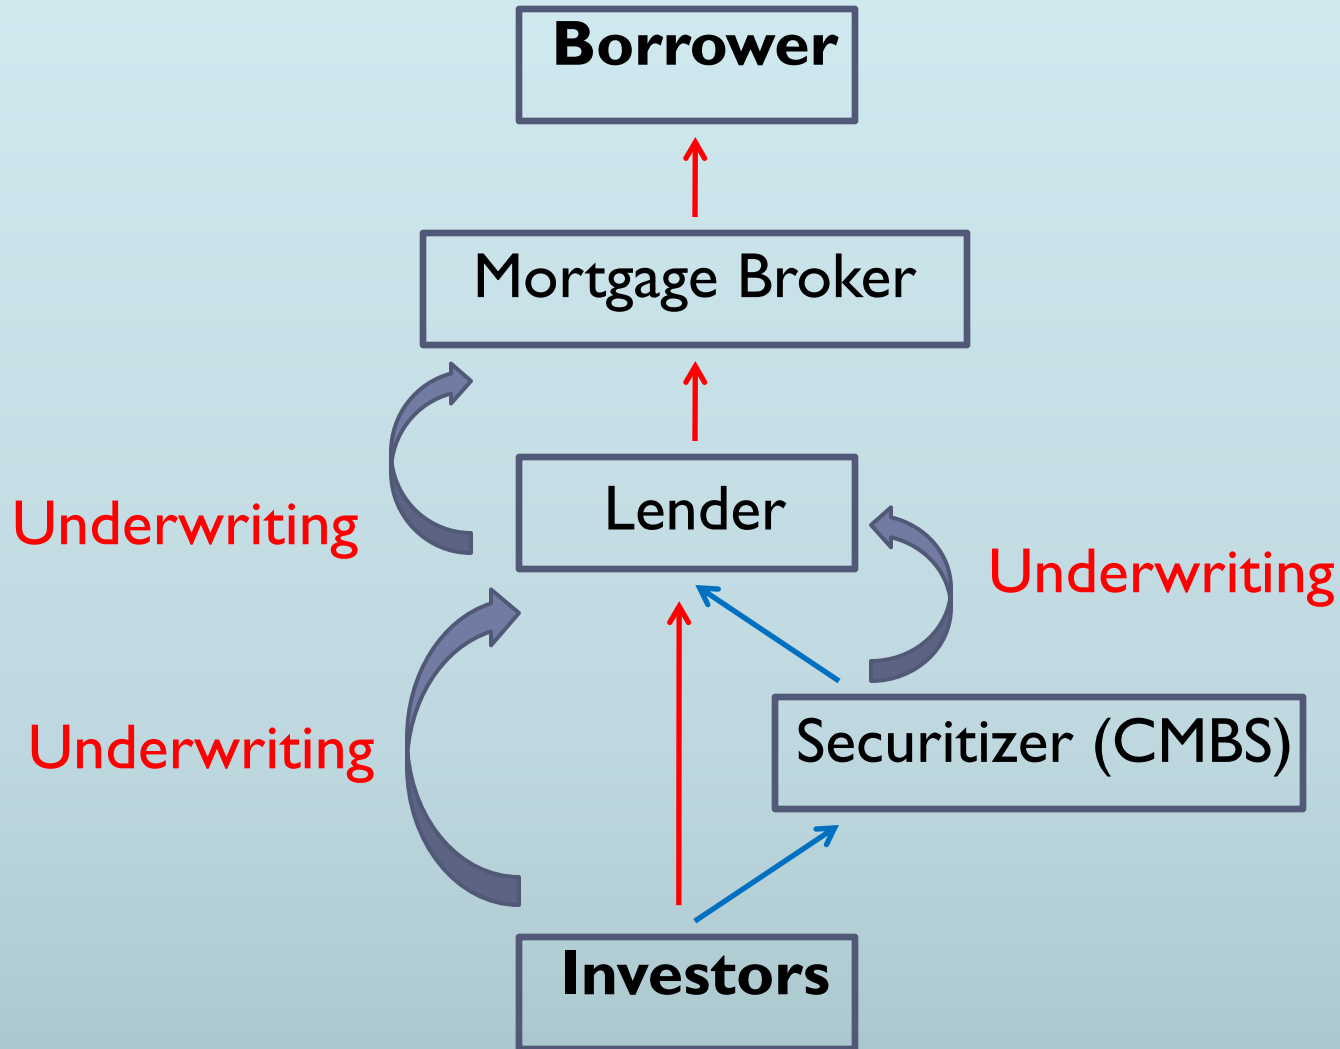 Borrower
Mortgage Broker
Lender
Underwriting
Underwriting
Securitizer (CMBS)
Underwriting
Investors